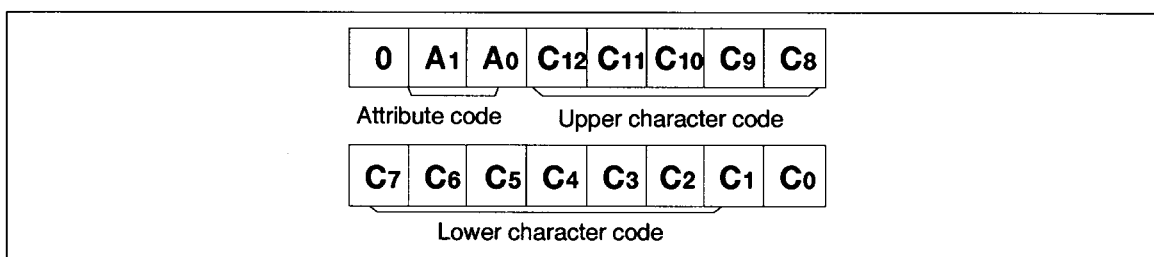 0 A1 A0 C12 C11 C10 C9 C8
Attribute code Upper character code
C7 C6 C5 C4 C3 C2 C1 C0
Lower character code